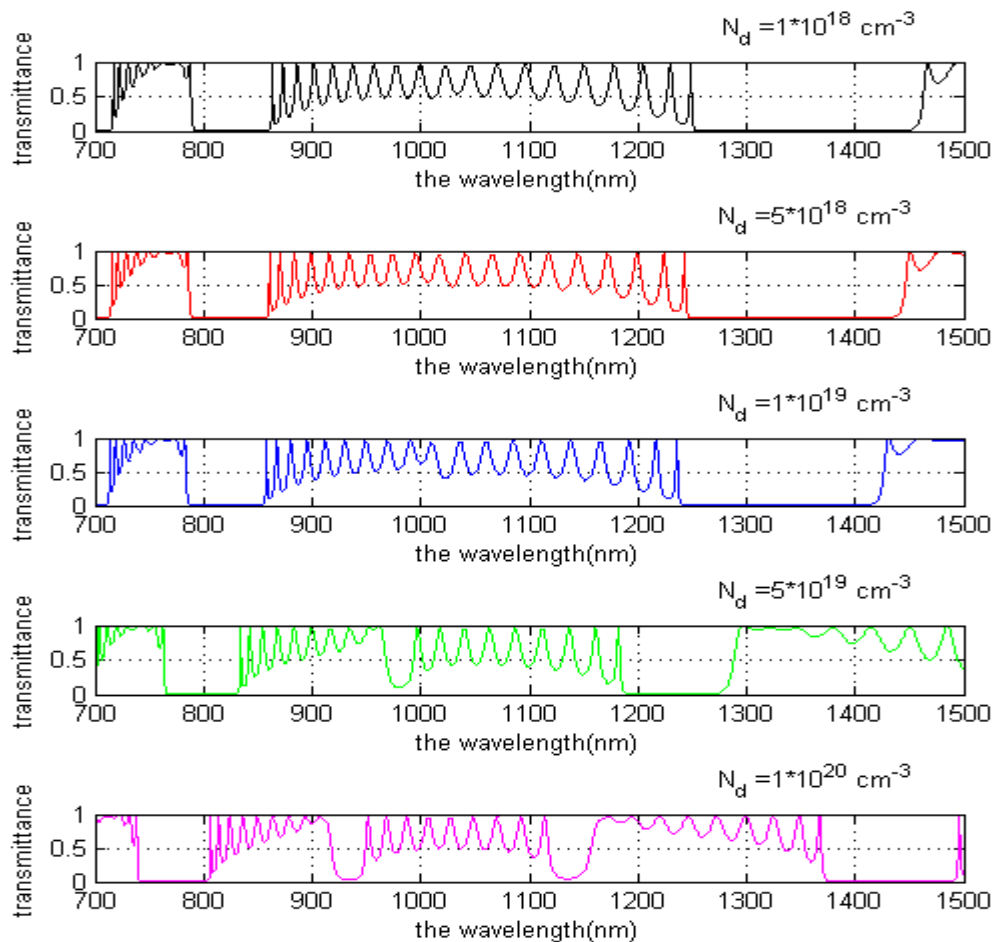 N_d =1*10^18 cm^-3
transmittance
1
0.5
0
700 800 900 1000 1100 1200 1300 1400 1500
the wavelength(nm)
N_d =5*10^18 cm^-3
transmittance
1
0.5
0
700 800 900 1000 1100 1200 1300 1400 1500
the wavelength(nm)
N_d =1*10^19 cm^-3
transmittance
1
0.5
0
700 800 900 1000 1100 1200 1300 1400 1500
the wavelength(nm)
N_d =5*10^19 cm^-3
transmittance
1
0.5
0
700 800 900 1000 1100 1200 1300 1400 1500
the wavelength(nm)
N_d =1*10^20 cm^-3
transmittance
1
0.5
0
700 800 900 1000 1100 1200 1300 1400 1500
the wavelength(nm)